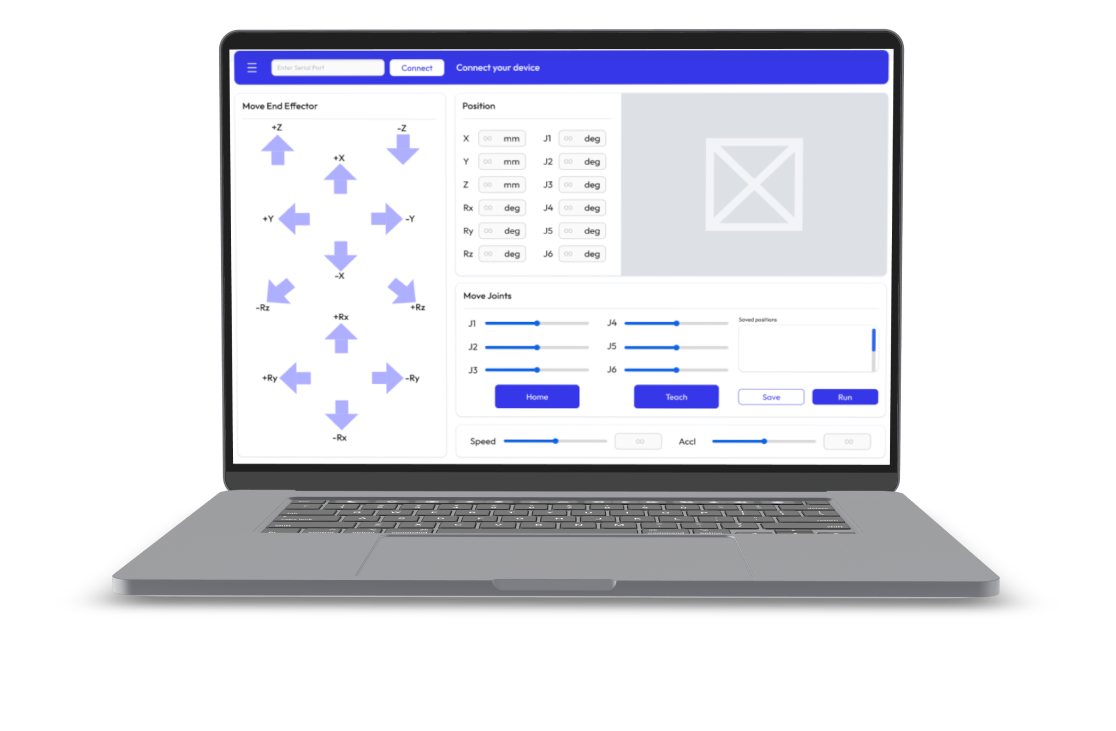 Enter Serial Port
Connect
Connect your device
Move End Effector
+Z
-Z
+X
+Y
-Y
-X
-Rz
+Rz
+Rx
+Ry
-Ry
-Rx
Position
X 00 mm J1 00 deg
Y 00 mm J2 00 deg
Z 00 mm J3 00 deg
Rx 00 deg J4 00 deg
Ry 00 deg J5 00 deg
Rz 00 deg J6 00 deg
Move Joints
J1 J4
J2 J5
J3 J6
Saved positions
Home
Teach
Save
Run
Speed 00 Accl 00